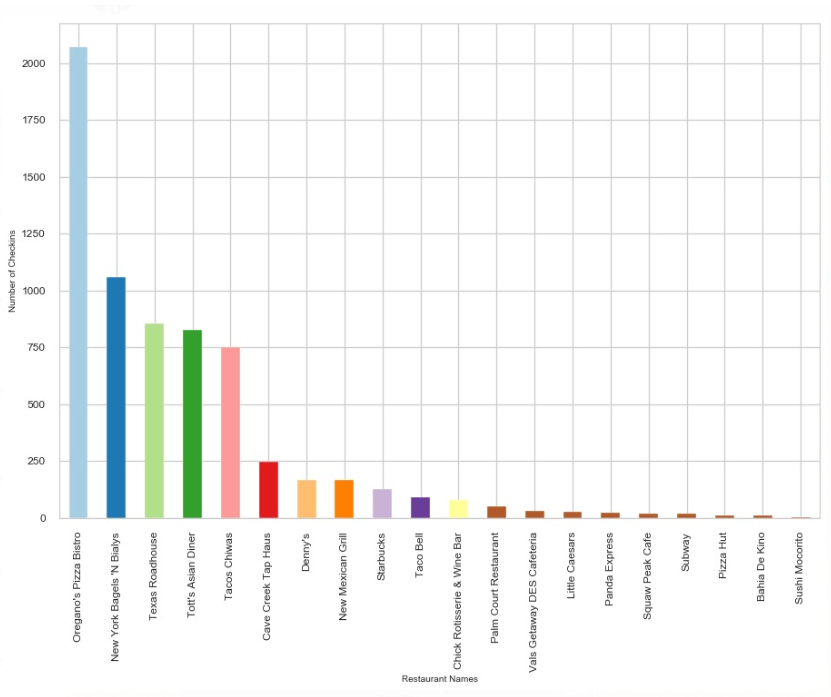 2000
1750
1500
1250
1000
750
500
250
0
Number of Checkins
Oregano's Pizza Bistro
New York Bagels 'N Bialys
Texas Roadhouse
Tott's Asian Diner
Tacos Chiwas
Cave Creek Tap Haus
Denny's
New Mexican Grill
Starbucks
Taco Bell
Chick Rotisserie & Wine Bar
Palm Court Restaurant
Vals Getaway DES Cafeteria
Little Caesars
Panda Express
Squaw Peak Cafe
Subway
Pizza Hut
Bahia De Kino
Sushi Mocorito
Restaurant Names